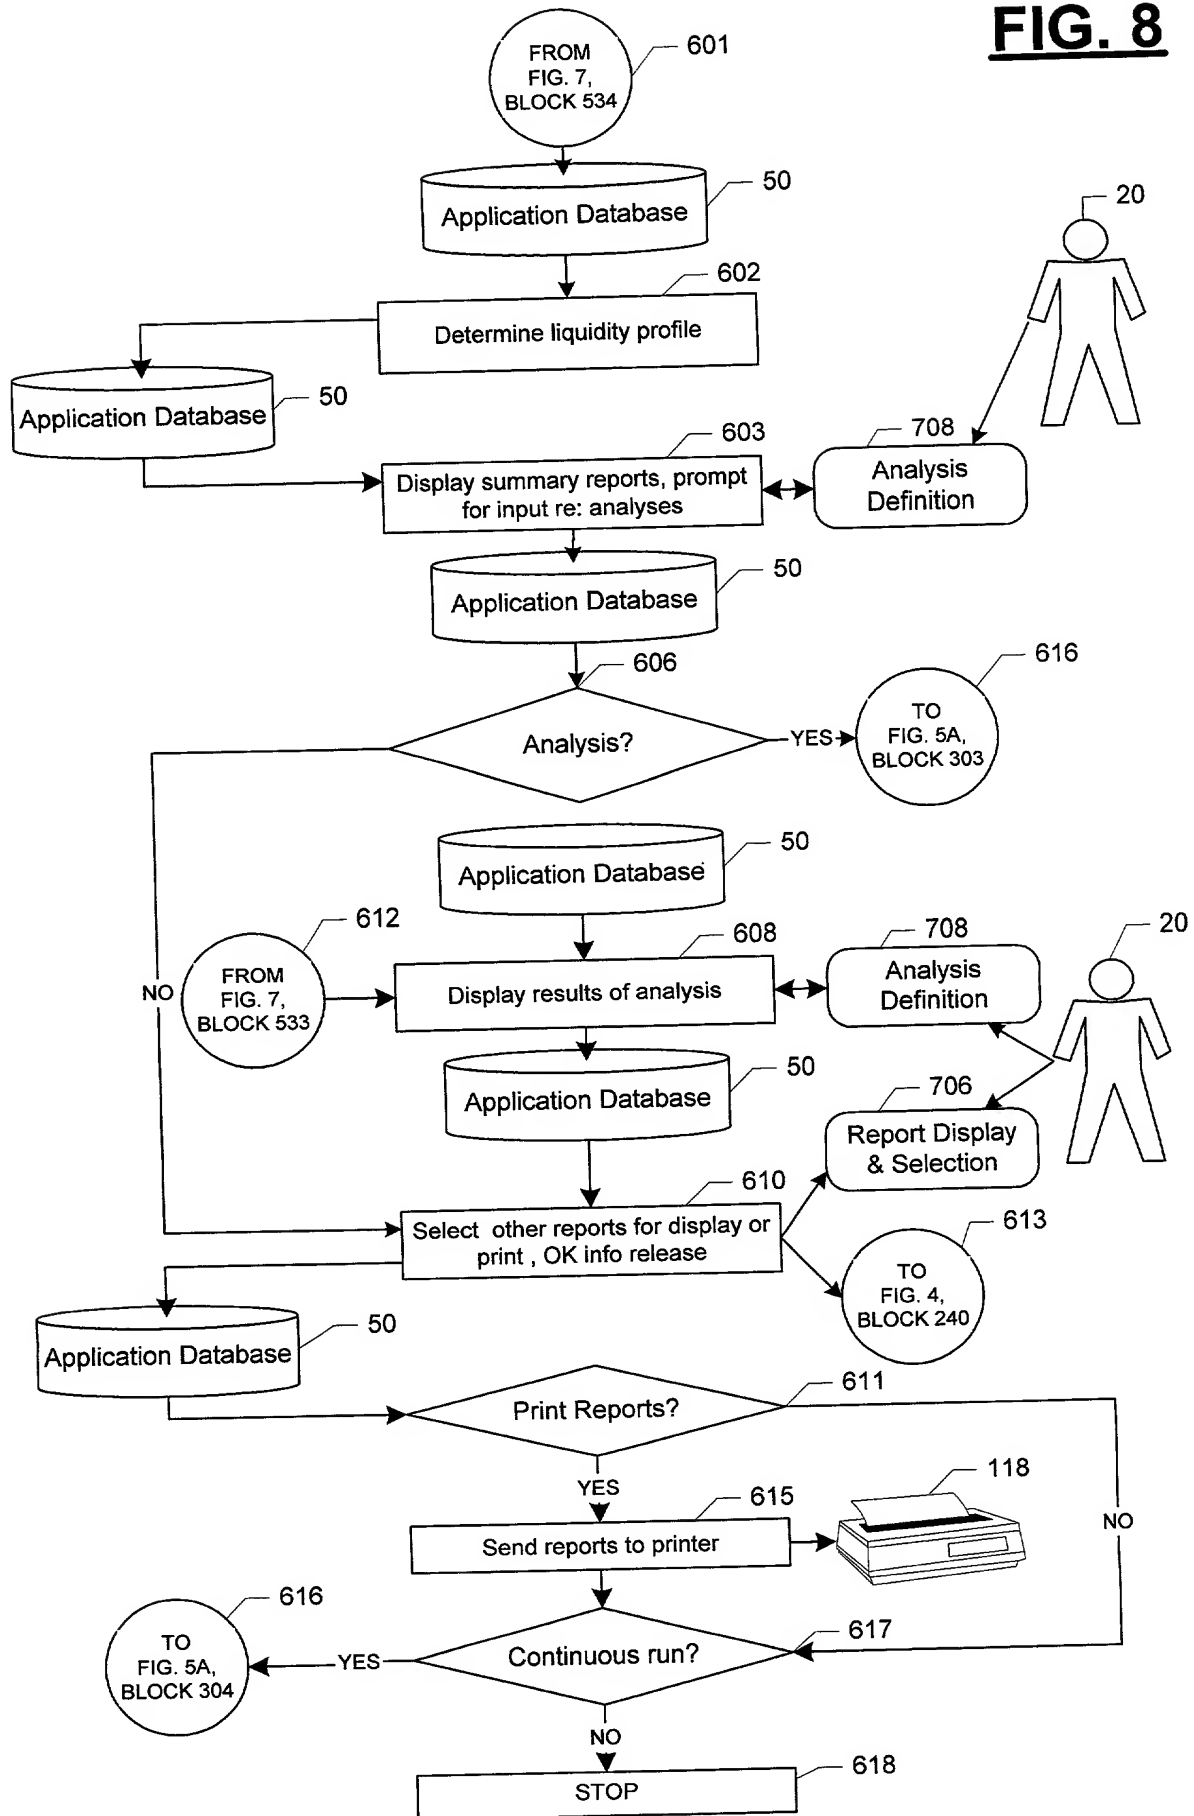 FIG. 8
601
FROM
FIG. 7,
BLOCK 534
50
Application Database
20
602
Determine liquidity profile
50
Application Database
603
708
Display summary reports, prompt
for input re: analyses
Analysis
Definition
50
Application Database
606
616
Analysis?
YES
TO
FIG. 5A,
BLOCK 303
50
Application Database
612
608
708
20
NO
FROM
FIG. 7,
BLOCK 533
Display results of analysis
Analysis
Definition
50
Application Database
706
Report Display
& Selection
610
613
Select other reports for display or
print , OK info release
TO
FIG. 4,
BLOCK 240
50
Application Database
611
Print Reports?
YES
NO
615
118
Send reports to printer
616
617
TO
FIG. 5A,
BLOCK 304
YES
Continuous run?
NO
618
STOP